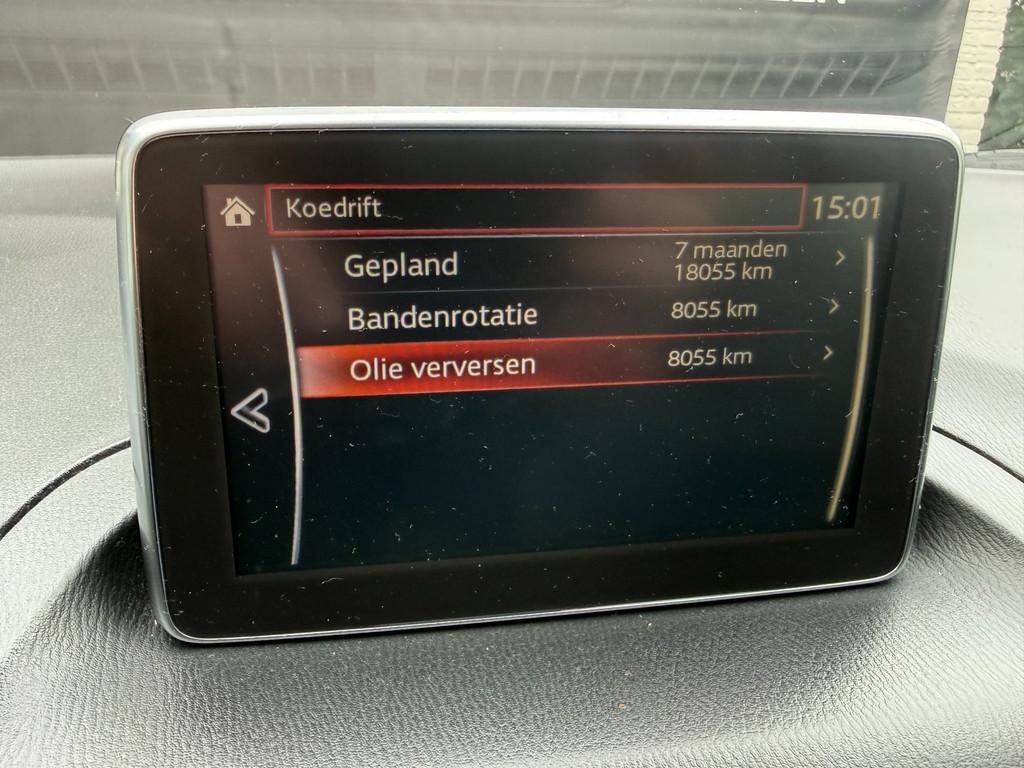 Koedrift
15:01
Gepland
7 maanden
18055 km
Bandenrotatie
8055 km
Olie verversen
8055 km